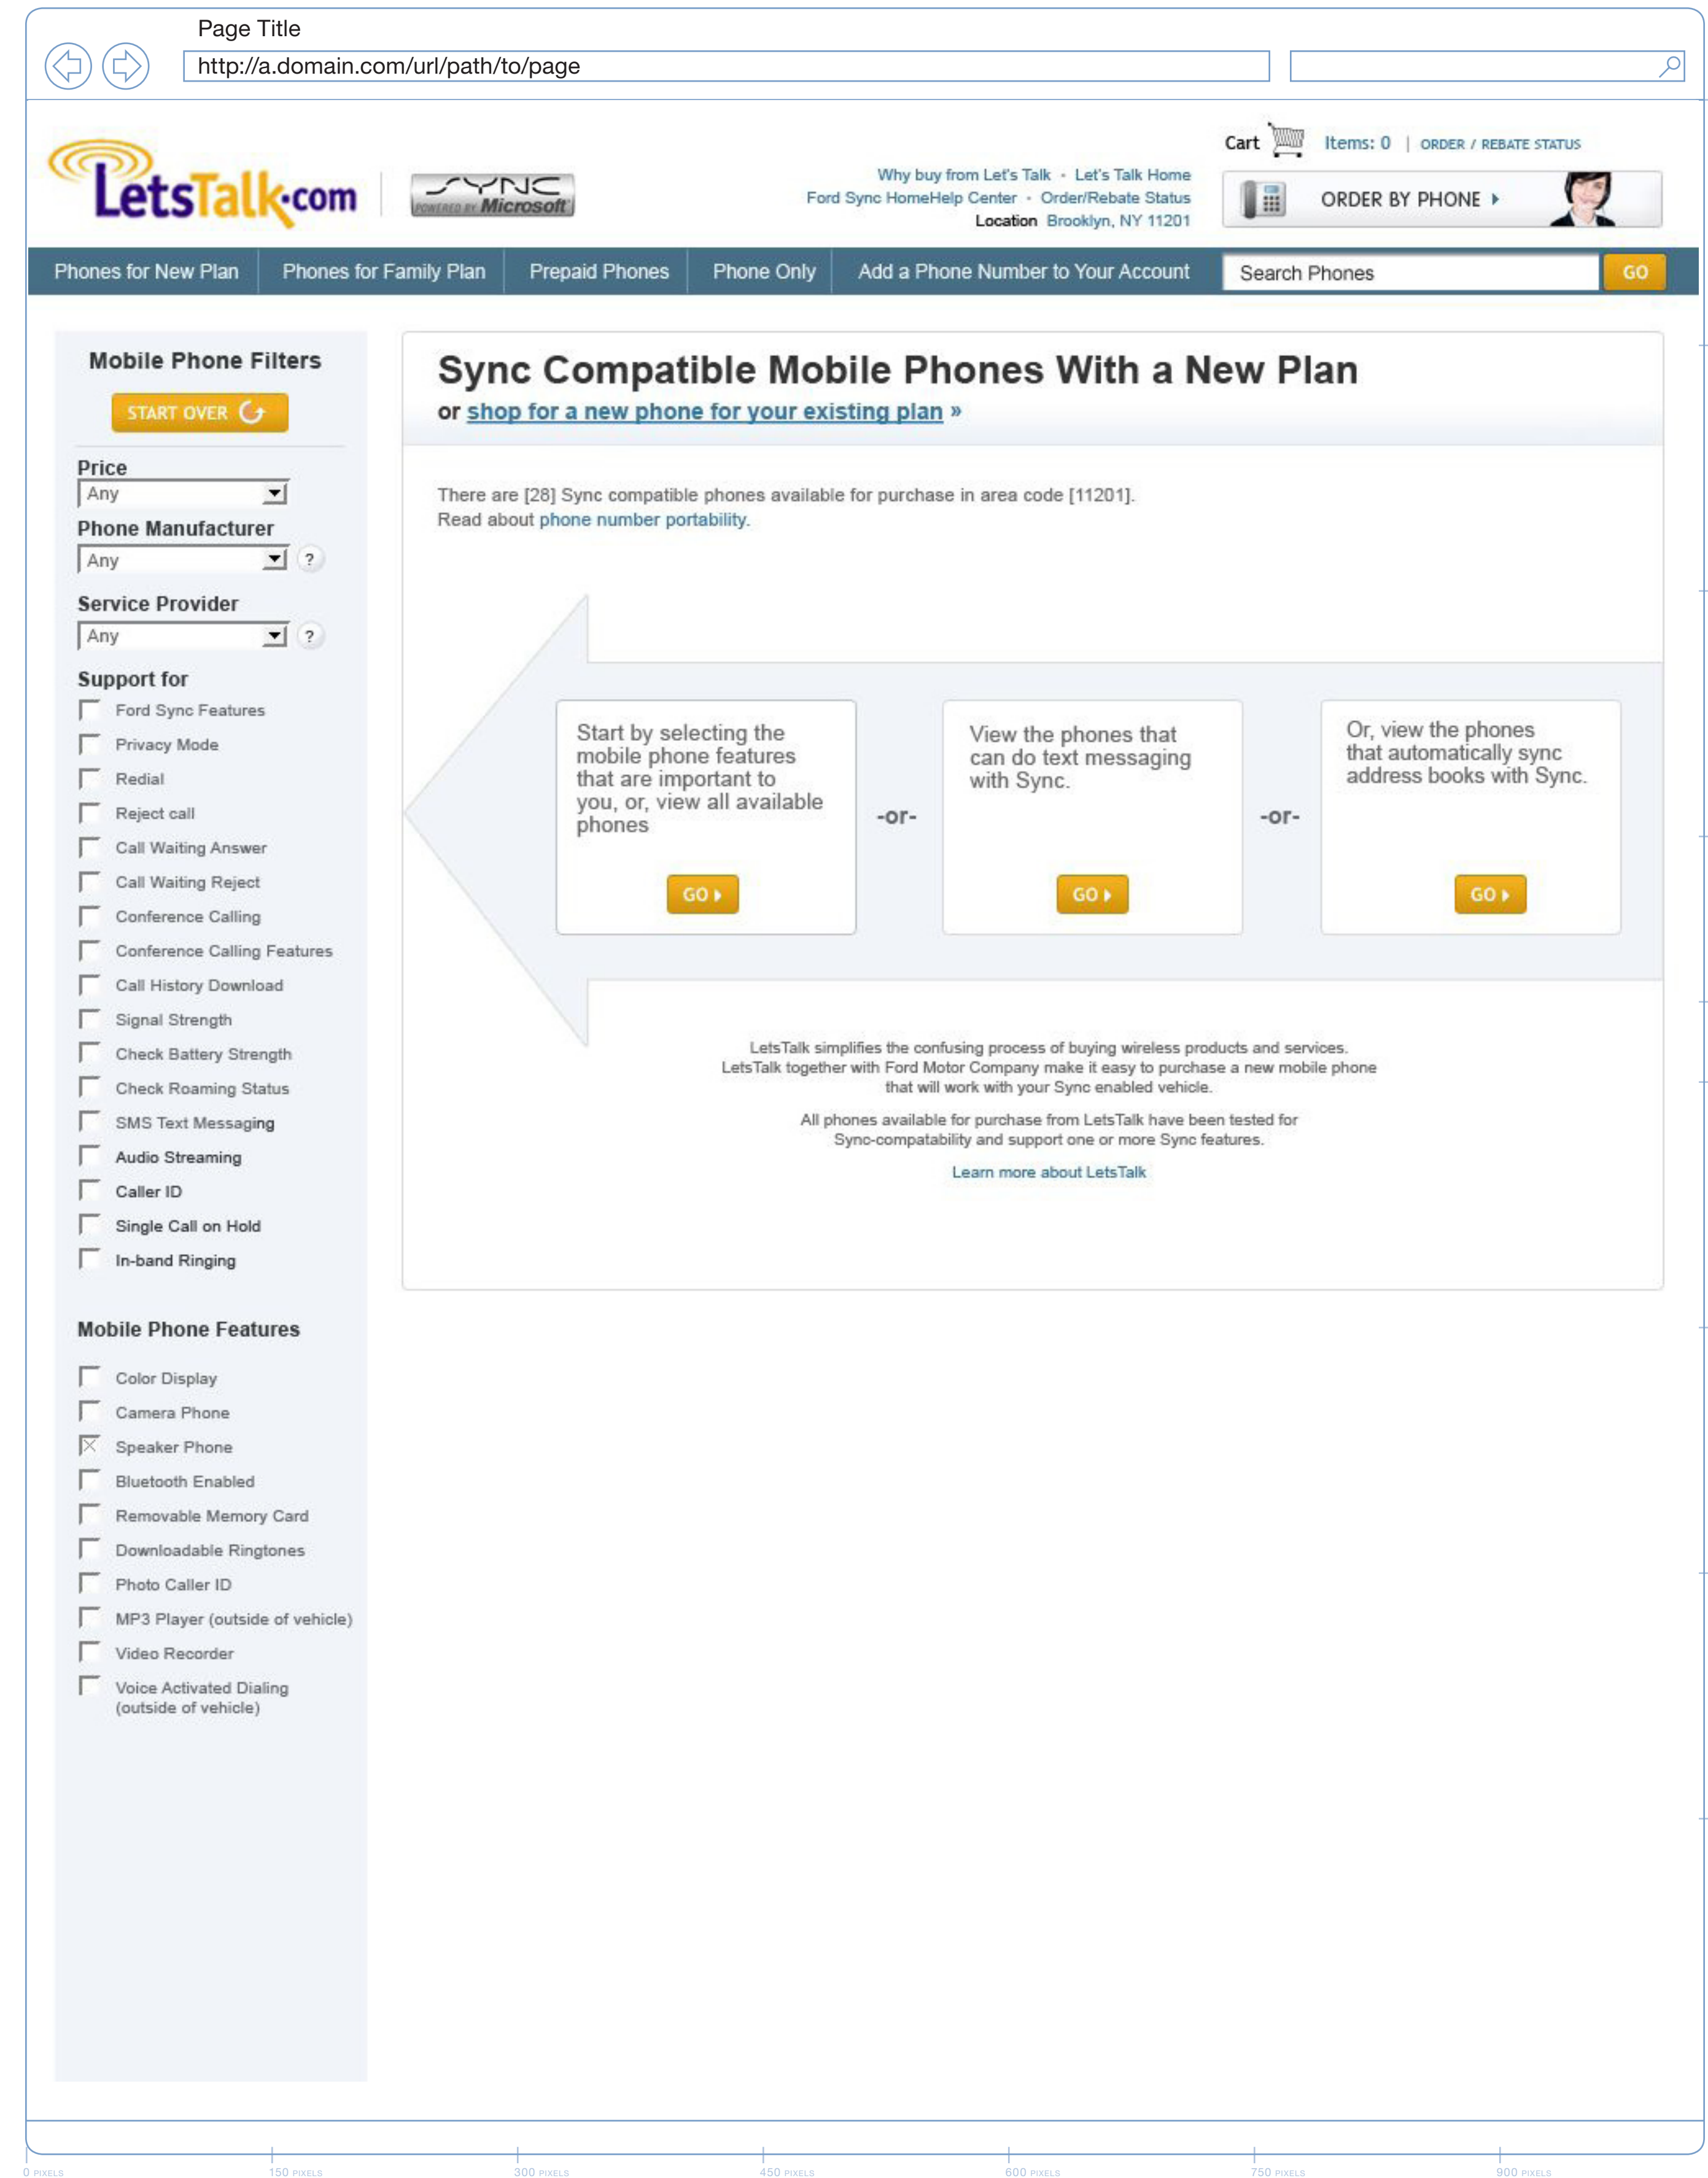 Page Title
http://a.domain.com/url/path/to/page
Cart Items: 0 | ORDER / REBATE STATUS
LetsTalk.com
SYNC
POWERED BY Microsoft
Why buy from Let's Talk - Let's Talk Home
Ford Sync HomeHelp Center - Order/Rebate Status
Location Brooklyn, NY 11201
ORDER BY PHONE
Phones for New Plan Phones for Family Plan Prepaid Phones Phone Only Add a Phone Number to Your Account Search Phones GO
Mobile Phone Filters
START OVER
Price
Any
Phone Manufacturer
Any ?
Service Provider
Any ?
Support for
Ford Sync Features
Privacy Mode
Redial
Reject call
Call Waiting Answer
Call Waiting Reject
Conference Calling
Conference Calling Features
Call History Download
Signal Strength
Check Battery Strength
Check Roaming Status
SMS Text Messaging
Audio Streaming
Caller ID
Single Call on Hold
In-band Ringing
Mobile Phone Features
Color Display
Camera Phone
Speaker Phone
Bluetooth Enabled
Removable Memory Card
Downloadable Ringtones
Photo Caller ID
MP3 Player (outside of vehicle)
Video Recorder
Voice Activated Dialing
(outside of vehicle)
Sync Compatible Mobile Phones With a New Plan
or shop for a new phone for your existing plan »
There are [28] Sync compatible phones available for purchase in area code [11201].
Read about phone number portability.
Start by selecting the
mobile phone features
that are important to
you, or, view all available
phones
GO
-or-
View the phones that
can do text messaging
with Sync.
GO
-or-
Or, view the phones
that automatically sync
address books with Sync.
GO
LetsTalk simplifies the confusing process of buying wireless products and services.
LetsTalk together with Ford Motor Company make it easy to purchase a new mobile phone
that will work with your Sync enabled vehicle.
All phones available for purchase from LetsTalk have been tested for
Sync-compatability and support one or more Sync features.
Learn more about LetsTalk
0 PIXELS 150 PIXELS 300 PIXELS 450 PIXELS 600 PIXELS 750 PIXELS 900 PIXELS